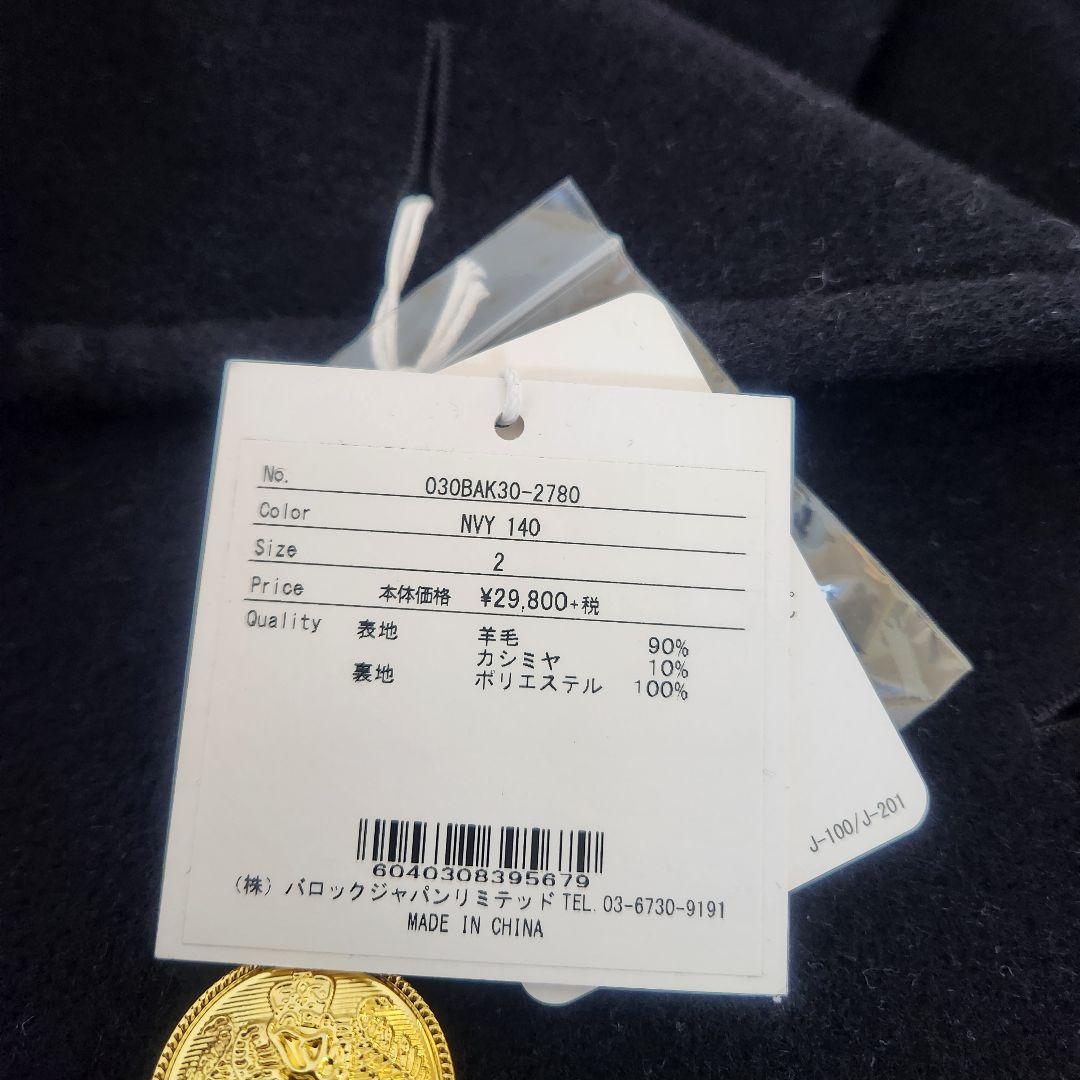 No. 030BAK30-2780
Color NVY 140
Size 2
Price 本体価格 ¥29,800+税
Quality 表地 羊毛 90%
カシミヤ 10%
裏地 ポリエステル 100%
6040308395679
(株) バロックジャパンリミテッド TEL. 03-6730-9191
MADE IN CHINA
J-100/J-201